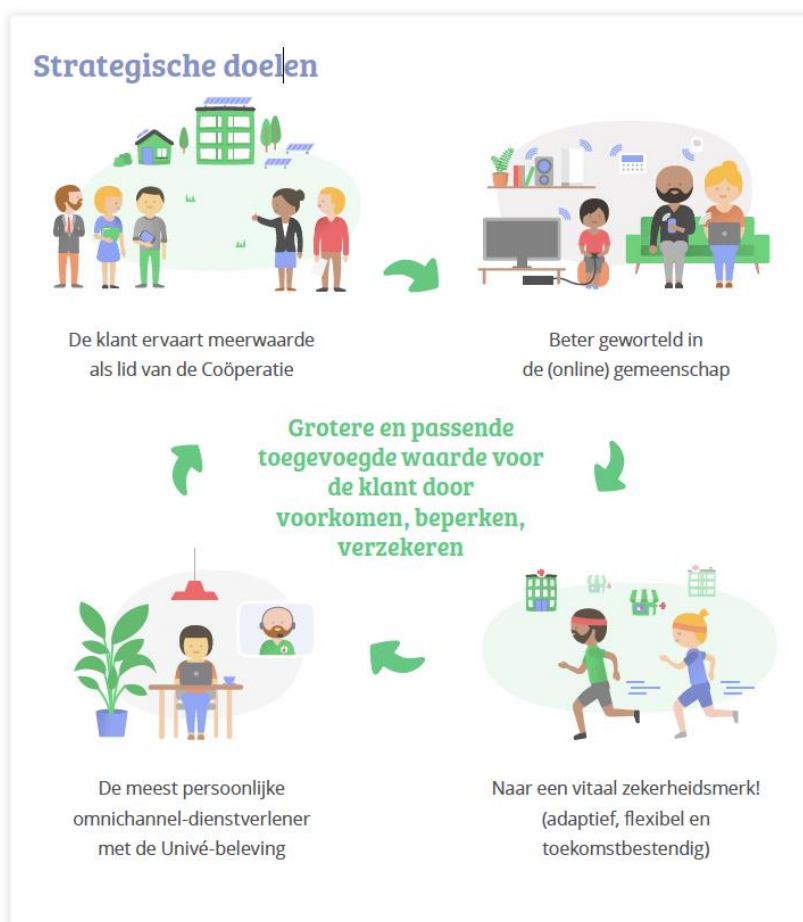 Strategische doelen
De klant ervaart meerwaarde
als lid van de Coöperatie
Beter geworteld in
de (online) gemeenschap
Grotere en passende
toegevoegde waarde voor
de klant door
voorkomen, beperken,
verzekeren
De meest persoonlijke
omnichannel-dienstverlener
met de Univé-beleving
Naar een vitaal zekerheidsmerk!
(adaptief, flexibel en
toekomstbestendig)